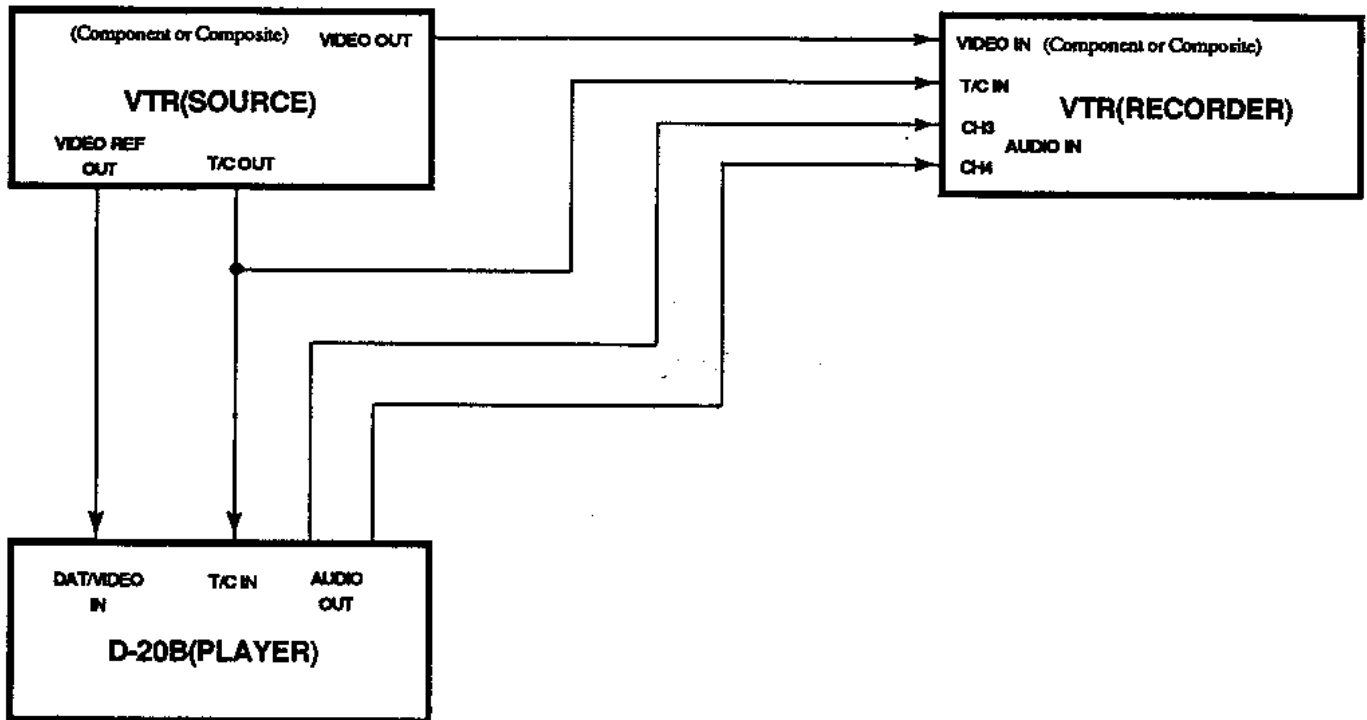 (Component or Composite) VIDEO OUT
VTR(SOURCE)
VIDEO REF
OUT
T/C OUT
VIDEO IN (Component or Composite)
T/C IN
VTR(RECORDER)
CH3
AUDIO IN
CH4
DAT/VIDEO
IN
T/C IN
AUDIO
OUT
D-20B(PLAYER)